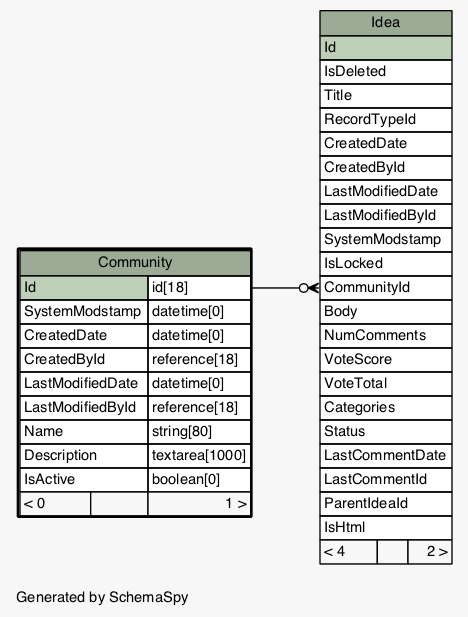 Idea
Id
IsDeleted
Title
RecordTypeId
CreatedDate
CreatedById
LastModifiedDate
LastModifiedById
SystemModstamp
IsLocked
CommunityId
Body
NumComments
VoteScore
VoteTotal
Categories
Status
LastCommentDate
LastCommentId
ParentIdeaId
IsHtml
< 4 2 >
Community
Id id[18]
SystemModstamp datetime[0]
CreatedDate datetime[0]
CreatedById reference[18]
LastModifiedDate datetime[0]
LastModifiedById reference[18]
Name string[80]
Description textarea[1000]
IsActive boolean[0]
< 0 1 >
Generated by SchemaSpy